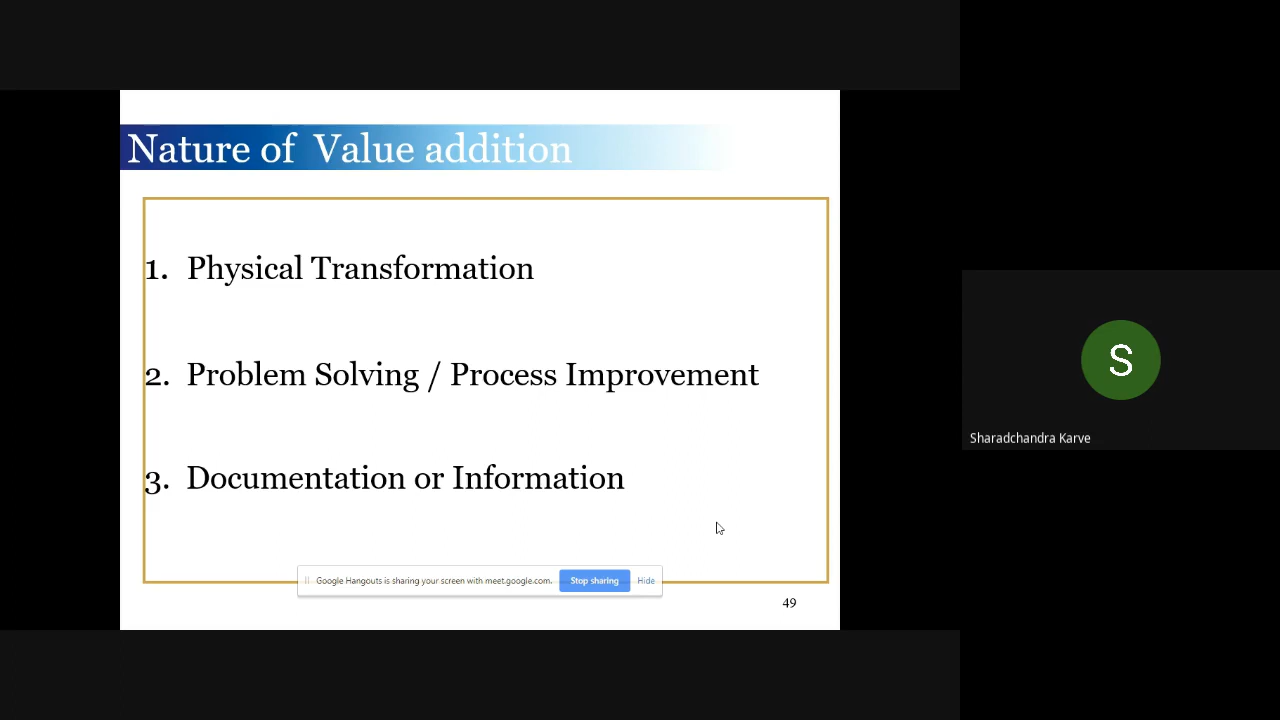 Nature of Value addition
1. Physical Transformation
2. Problem Solving / Process Improvement
3. Documentation or Information
Google Hangouts is sharing your screen with meet.google.com. Stop sharing Hide
49
S
Sharadchandra Karve